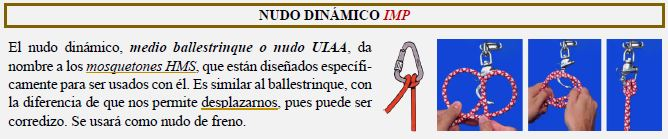 NUDO DINÁMICO IMP
El nudo dinámico, medio ballestrinque o nudo UIAA, da
nombre a los mosquetones HMS, que están diseñados específi-
camente para ser usados con él. Es similar al ballestrinque, con
la diferencia de que nos permite desplazarnos, pues puede ser
corredizo. Se usará como nudo de freno.